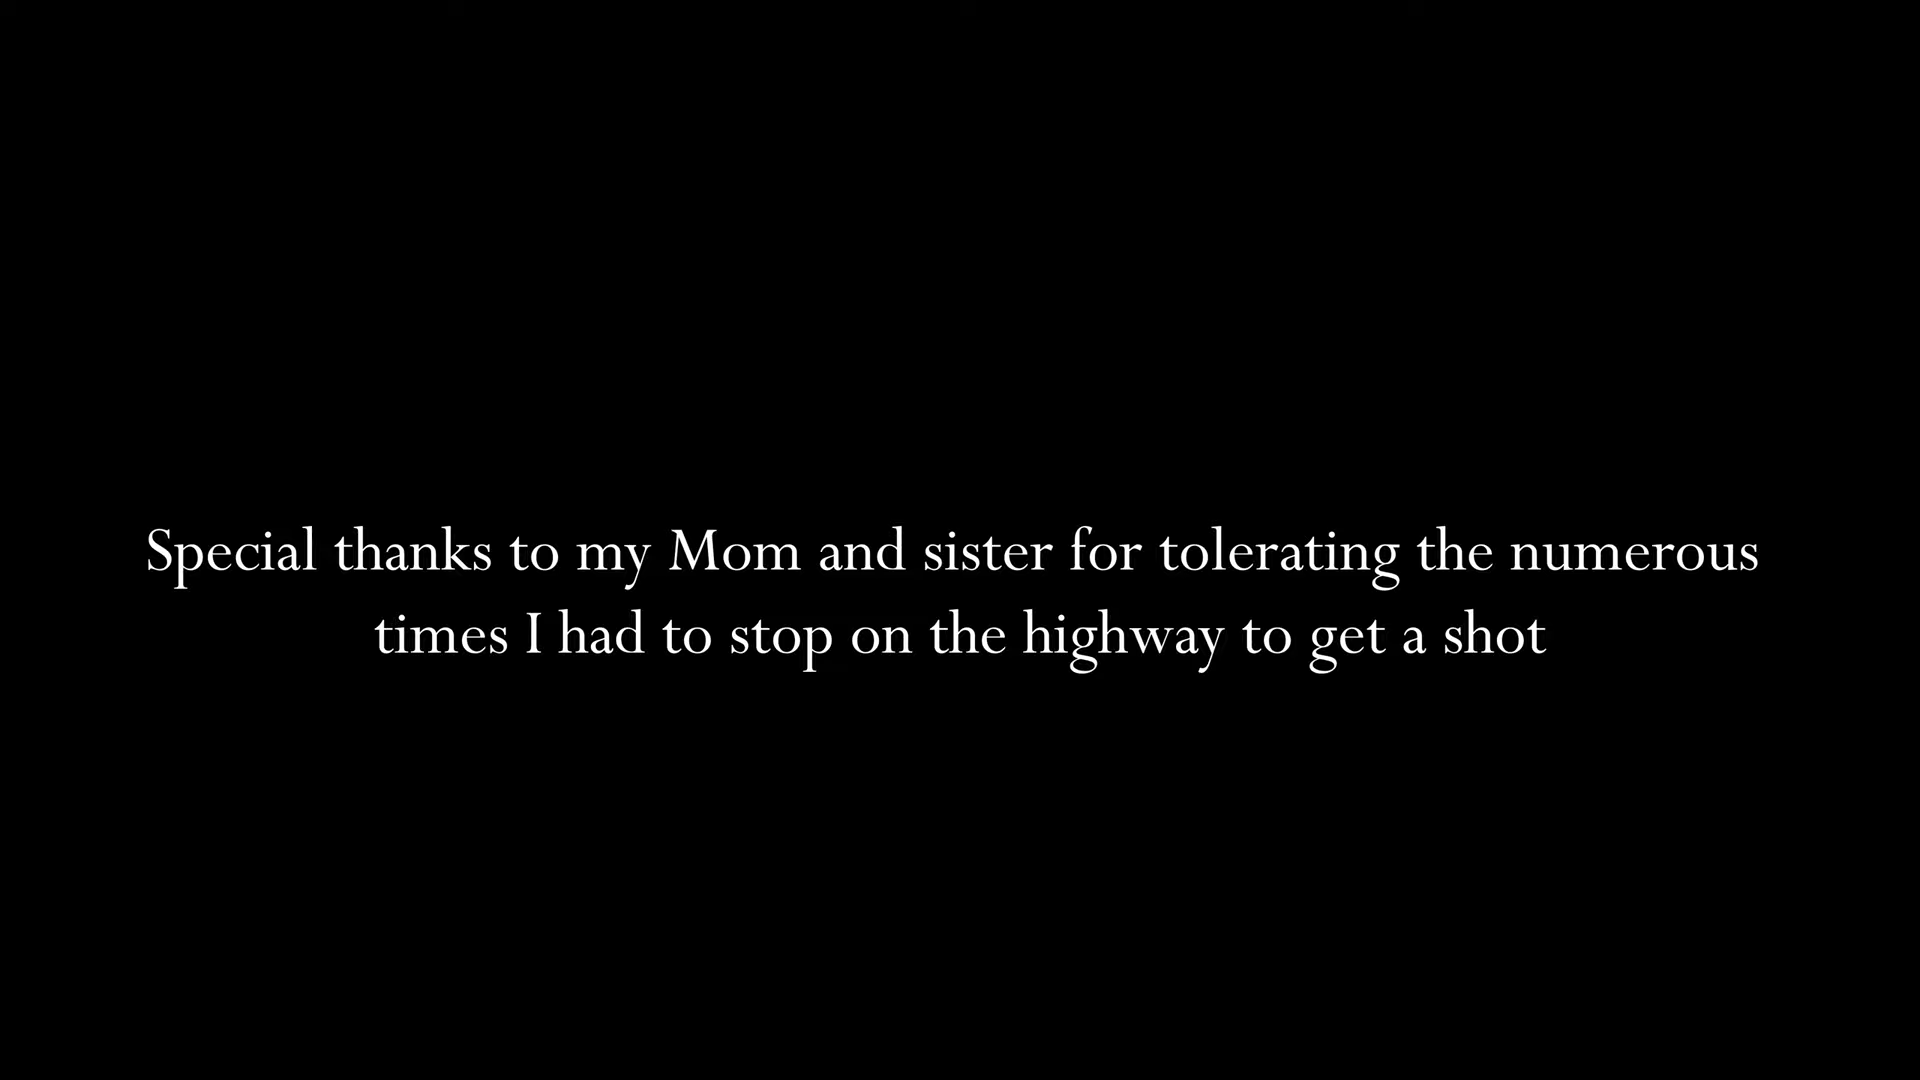 Special thanks to my Mom and sister for tolerating the numerous
times I had to stop on the highway to get a shot